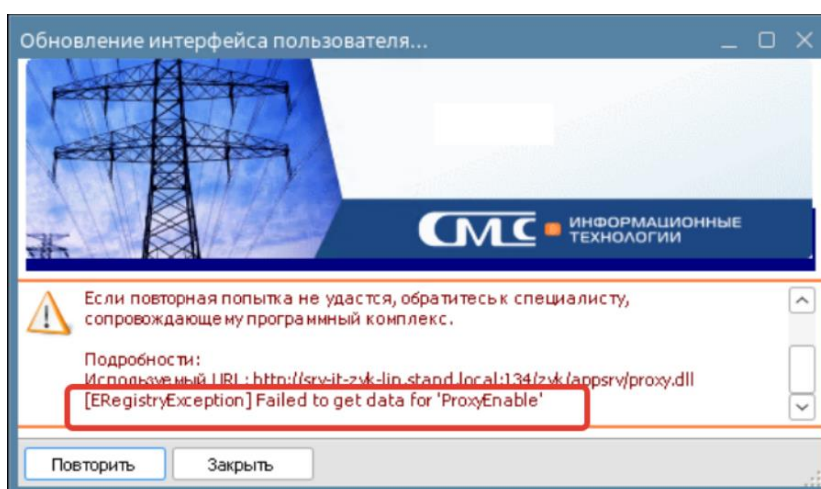 Обновление интерфейса пользователя...
СМС
ИНФОРМАЦИОННЫЕ
ТЕХНОЛОГИИ
Если повторная попытка не удастся, обратитесь к специалисту,
сопровождающему программный комплекс.
Подробности:
Используемый URL: http://srv-it-zvk-lin.stand.local:134/zvk/appsrv/proxy.dll
[ERegistryException] Failed to get data for 'ProxyEnable'
Повторить
Закрыть